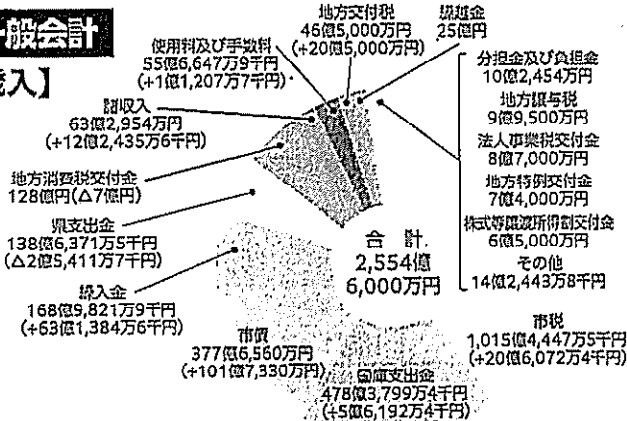 一般会計
歳入】
地方交付税
46億5,000万円
(+20億5,000万円)
繰越金
25億円
使用料及び手数料
55億6,647万9千円
(+1億1,207万7千円)
諸収入
63億2,954万円
(+12億2,435万6千円)
地方消費税交付金
128億円(△7億円)
県支出金
138億6,371万5千円
(△2億5,411万7千円)
繰入金
168億9,821万9千円
(+63億1,384万6千円)
市債
377億6,560万円
(+101億7,330万円)
国庫支出金
478億3,799万4千円
(+5億6,192万4千円)
市税
1,015億4,447万5千円
(+20億6,072万4千円)
合計
2,554億
6,000万円
分担金及び負担金
10億2,454万円
地方譲与税
9億9,500万円
法人事業税交付金
8億7,000万円
地方特例交付金
7億4,000万円
株式等譲渡所得割交付金
6億5,000万円
その他
14億2,443万8千円